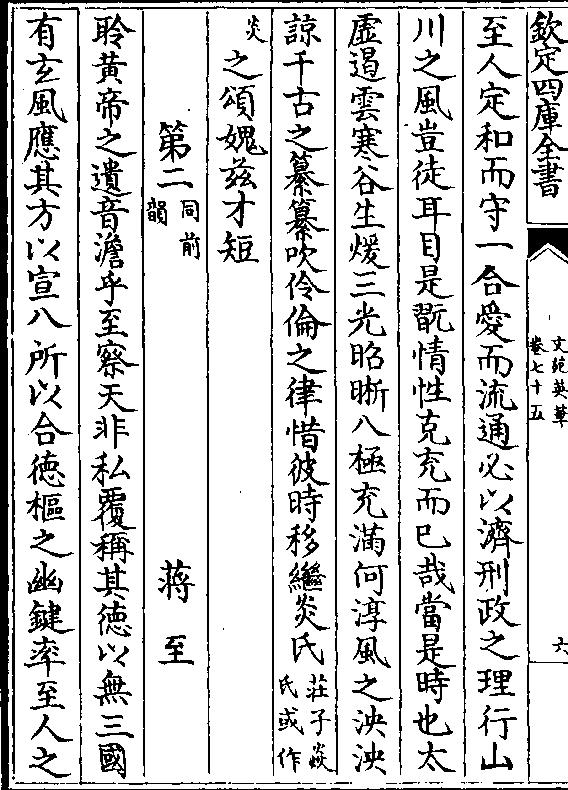 欽定四庫全書
文苑英華
卷七十五
六
至人定和而守一合愛而流通必以濟刑政之理行山
川之風豈徒耳目是翫情性克充而已哉當是時也太
虛遏雲寒谷生煖三光昭晣八極充滿何淳風之泱泱
諒千古之纂纂吹伶倫之律惜彼時移繼炎氏莊子焱
氏或作
炎之頌媿兹才短
第二同前
韻
蔣至
聆黃帝之遺音澹乎至察天非私覆稱其德以無三國
有玄風應其方以宣八所以合徳樞之幽鍵率至人之